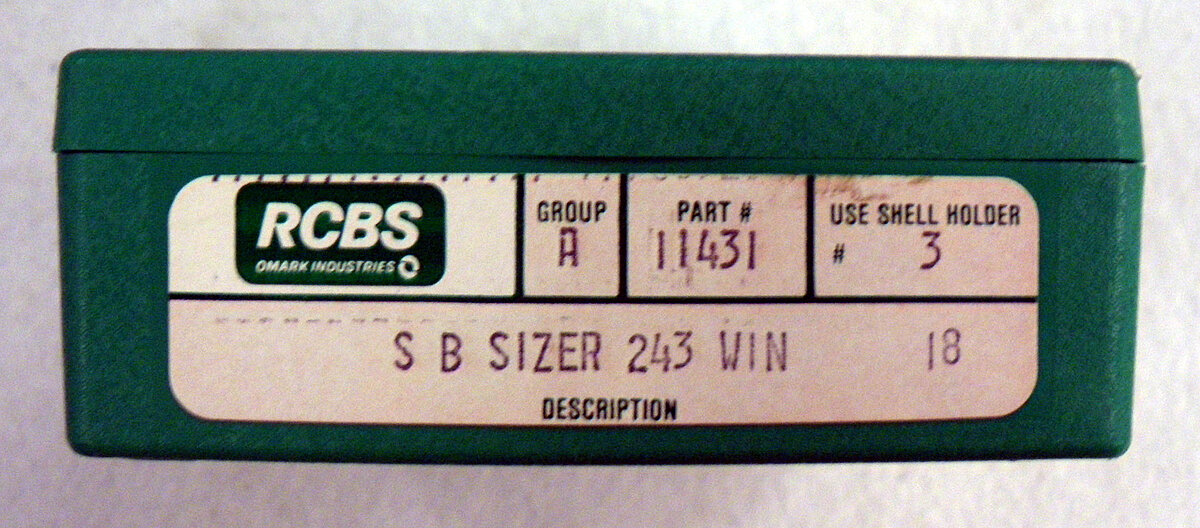 RCBS
OMARK INDUSTRIES
GROUP
A
PART #
11431
USE SHELL HOLDER
# 3
S B SIZER 243 WIN 18
DESCRIPTION